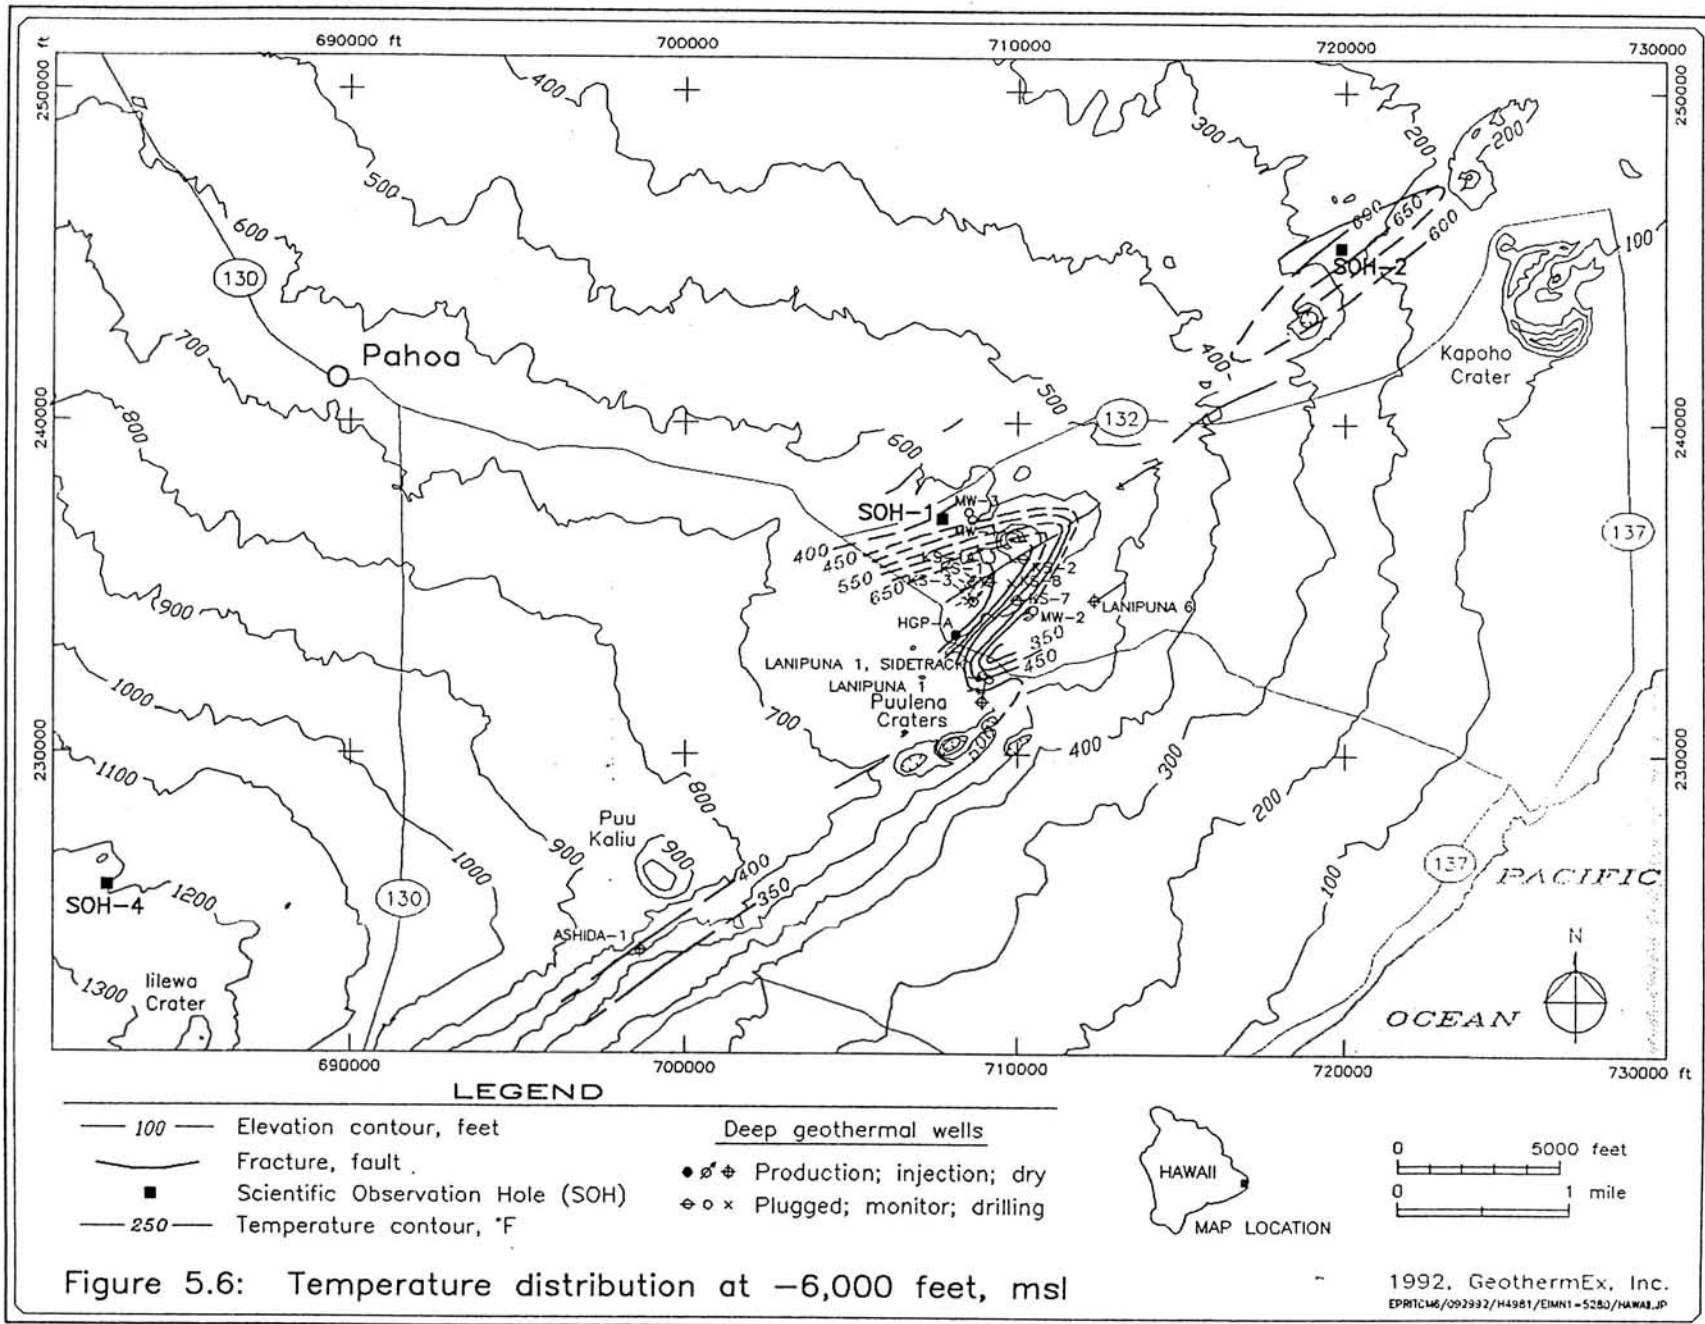 ft
690000 ft
700000
710000
720000
730000
250000
240000
230000
250000
240000
230000
400
500
600
300
200
200
690
650
600
SOH-2
100
130
700
Pahoa
800
Kapoho
Crater
400
500
132
600
137
SOH-1
MW-3
400
450
550
650
KS-3
KS-1
KS-2
KS-8
KS-7
MW-2
LANIPUNA 6
HGP-A
350
450
LANIPUNA 1, SIDETRACK
LANIPUNA 1
Puulena
Craters
700
900
1000
1100
800
400
300
200
100
Puu
Kaliu
900
900
1000
130
400
350
ASHIDA-1
SOH-4
1200
1300
Iilewa
Crater
137
PACIFIC
OCEAN
N
690000
700000
710000
720000
730000 ft
LEGEND
100 Elevation contour, feet
Fracture, fault
Scientific Observation Hole (SOH)
250 Temperature contour, °F
Deep geothermal wells
Production; injection; dry
Plugged; monitor; drilling
HAWAII
MAP LOCATION
0 5000 feet
0 1 mile
Figure 5.6: Temperature distribution at -6,000 feet, msl
1992, GeothermEx, Inc.